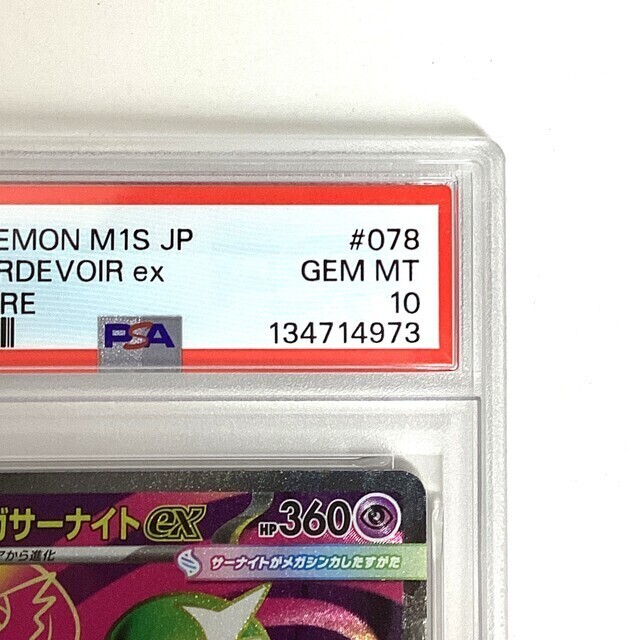 EMON M1S JP #078
RDEVOIR ex GEM MT
RE 10
PSA 134714973
ガサーナイトex HP360
アから進化
サーナイトがメガシンカしたすがた